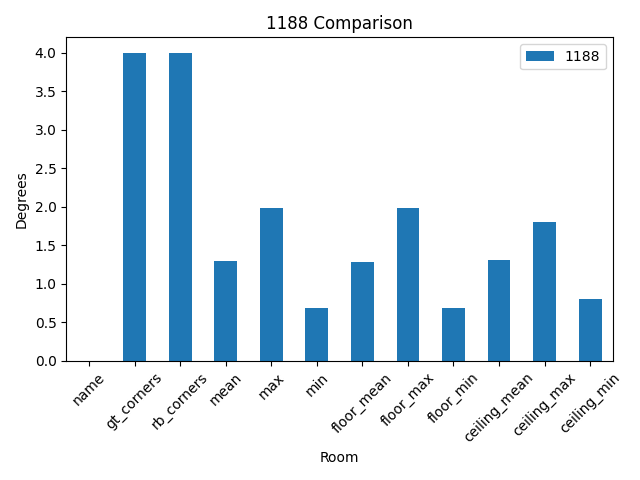 1188 Comparison
1188
Degrees
4.0
3.5
3.0
2.5
2.0
1.5
1.0
0.5
0.0
name
gt_corners
rb_corners
mean
max
min
floor_mean
floor_max
floor_min
ceiling_mean
ceiling_max
ceiling_min
Room